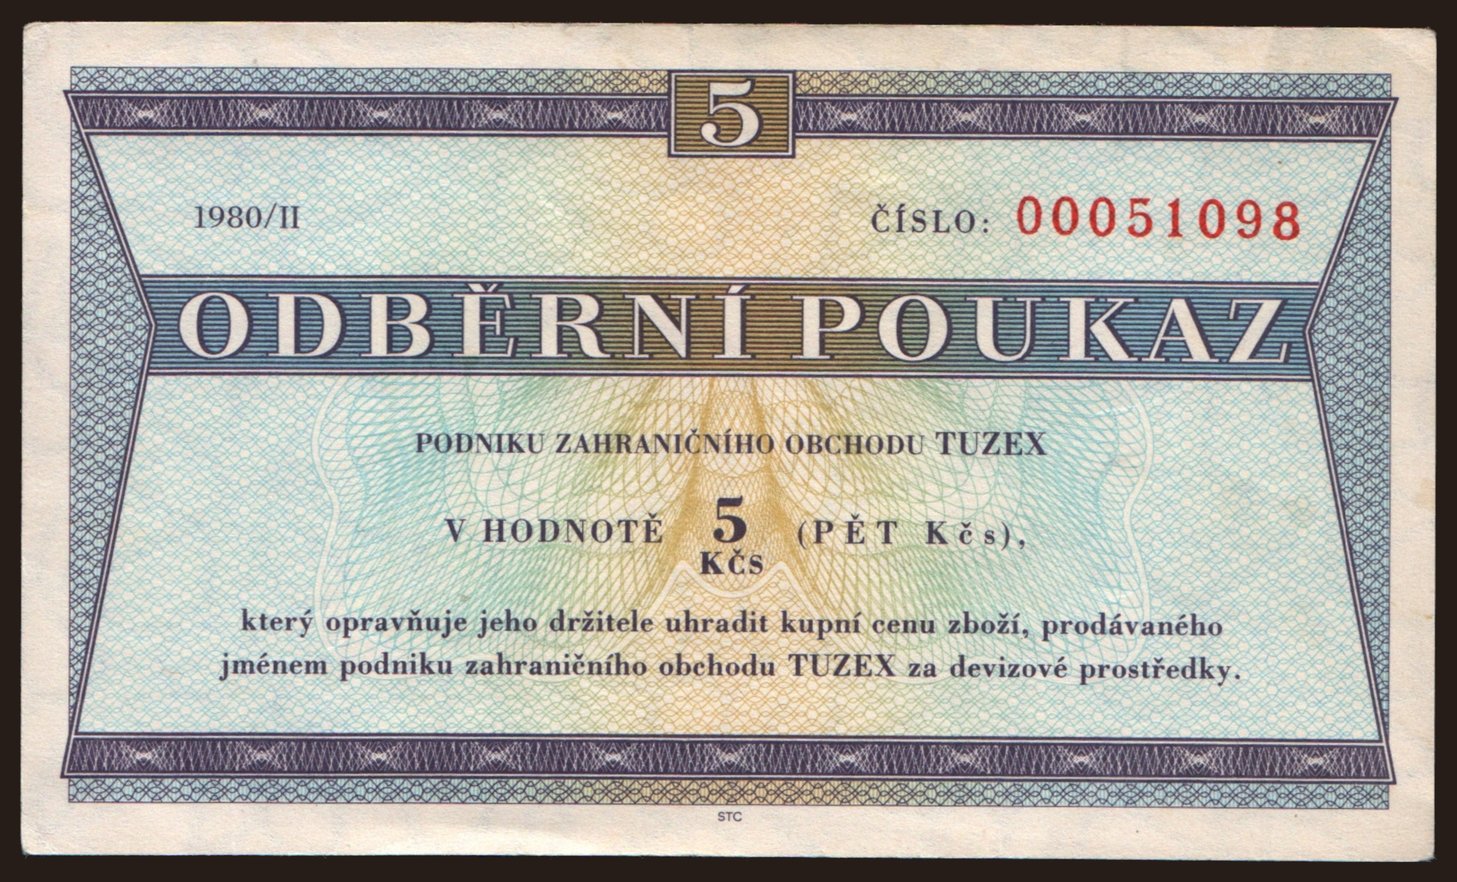 5
1980/II
ČÍSLO: 00051098
ODBĚRNÍ POUKAZ
PODNIKU ZAHRANIČNÍHO OBCHODU TUZEX
V HODNOTĚ 5 Kčs (PĚT Kčs),
který opravňuje jeho držitele uhradit kupní cenu zboží, prodávaného
jménem podniku zahraničního obchodu TUZEX za devizové prostředky.
STC